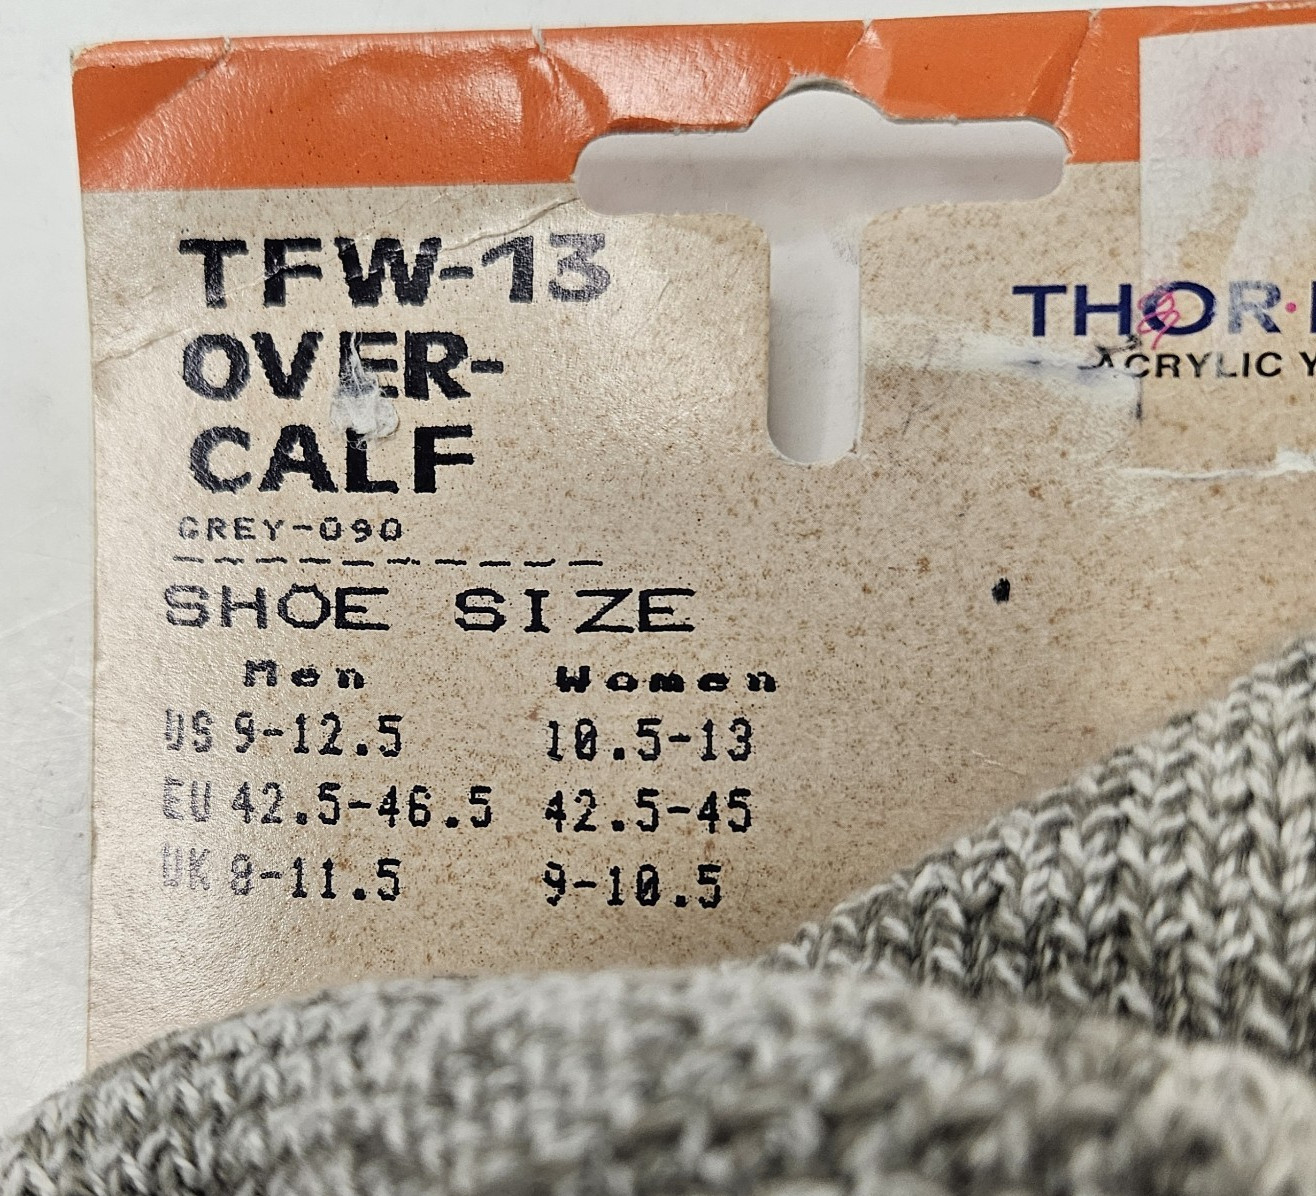 TFW-13
OVER-
CALF
GREY-090
SHOE SIZE
Men Women
US 9-12.5 10.5-13
EU 42.5-46.5 42.5-45
UK 8-11.5 9-10.5
THOR·
ACRYLIC Y